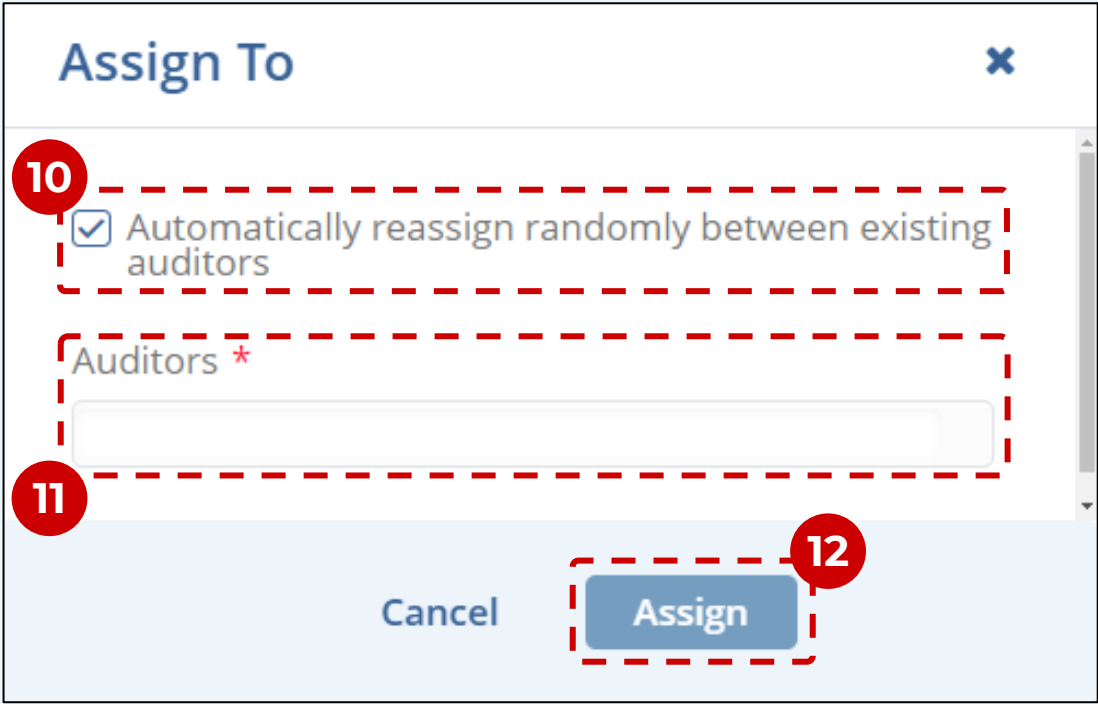 Assign To
10
Automatically reassign randomly between existing
auditors
Auditors *
11
12
Cancel
Assign